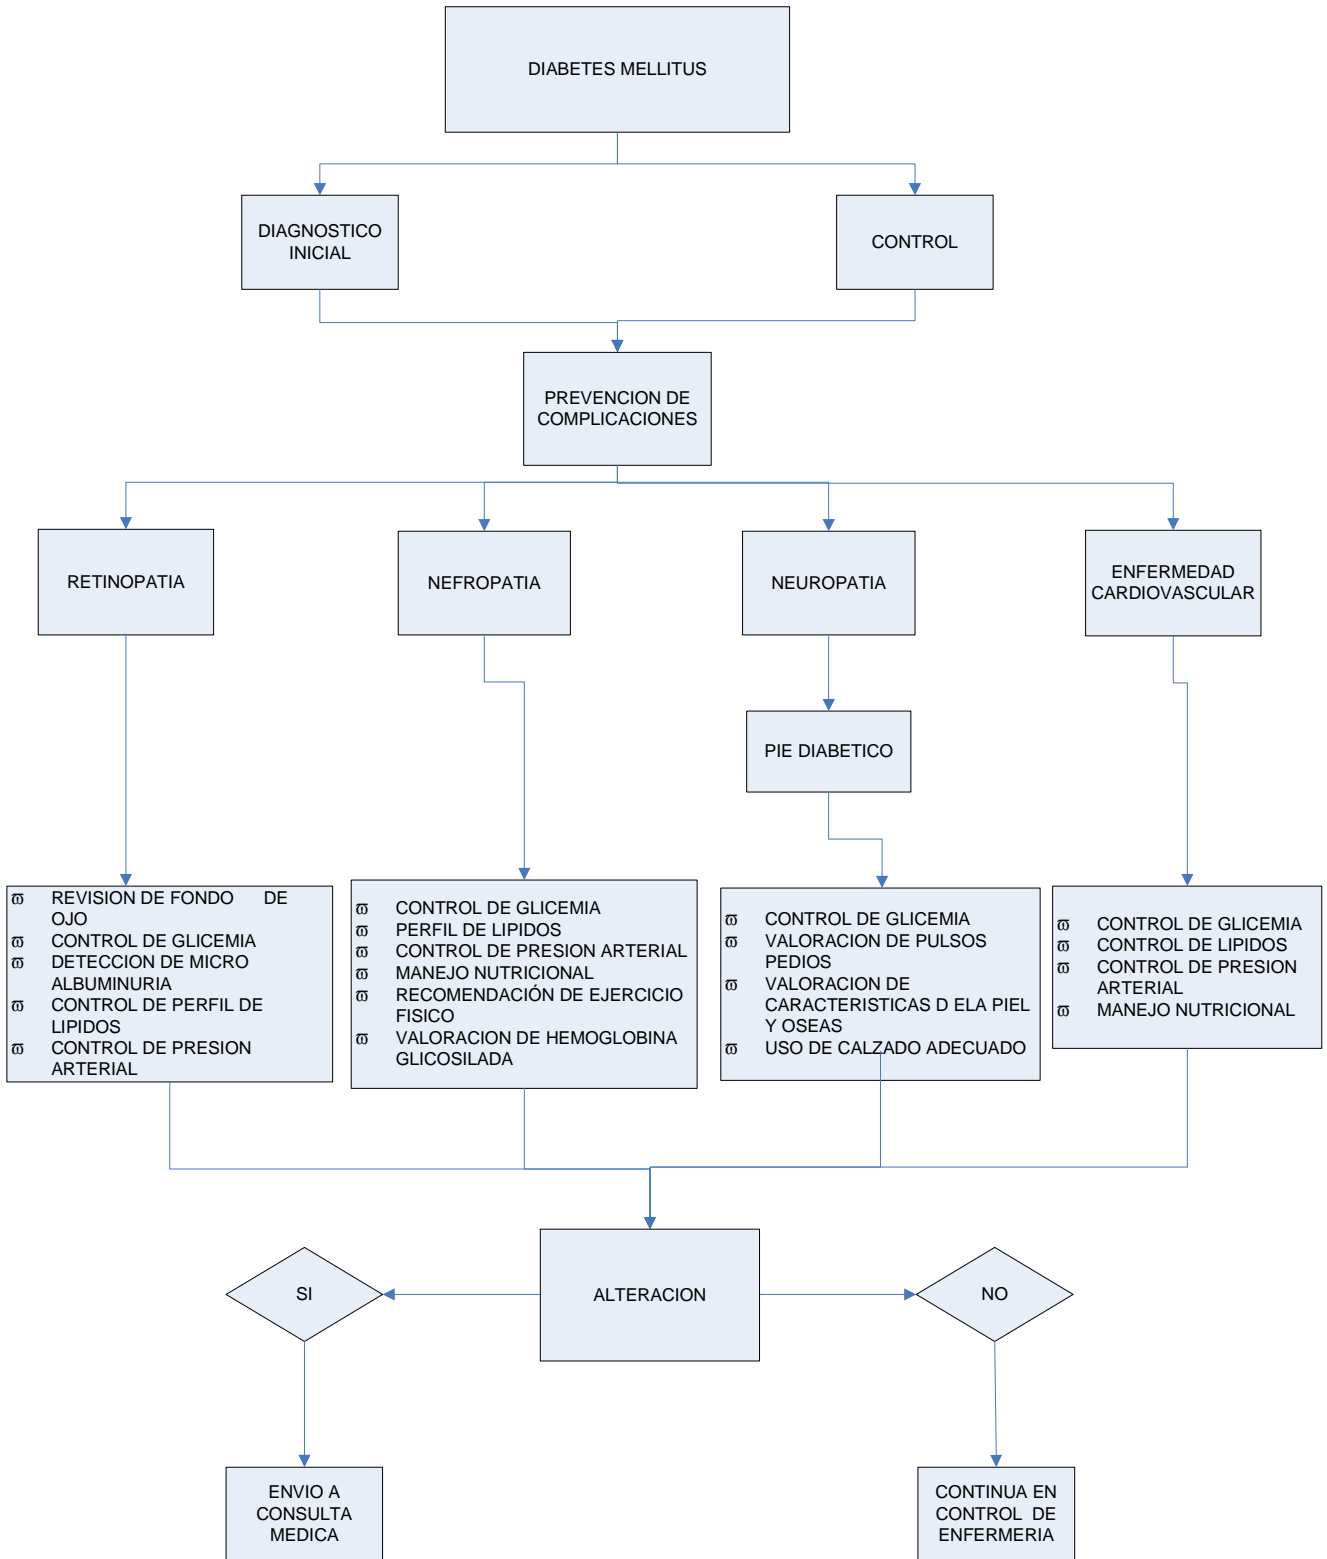 DIABETES MELLITUS
DIAGNOSTICO
INICIAL
CONTROL
PREVENCION DE
COMPLICACIONES
RETINOPATIA
NEFROPATIA
NEUROPATIA
ENFERMEDAD
CARDIOVASCULAR
PIE DIABETICO
ϖ REVISION DE FONDO DE
OJO
ϖ CONTROL DE GLICEMIA
ϖ DETECCION DE MICRO
ALBUMINURIA
ϖ CONTROL DE PERFIL DE
LIPIDOS
ϖ CONTROL DE PRESION
ARTERIAL
ϖ CONTROL DE GLICEMIA
ϖ PERFIL DE LIPIDOS
ϖ CONTROL DE PRESION ARTERIAL
ϖ MANEJO NUTRICIONAL
ϖ RECOMENDACIÓN DE EJERCICIO
FISICO
ϖ VALORACION DE HEMOGLOBINA
GLICOSILADA
ϖ CONTROL DE GLICEMIA
ϖ VALORACION DE PULSOS
PEDIOS
ϖ VALORACION DE
CARACTERISTICAS D ELA PIEL
Y OSEAS
ϖ USO DE CALZADO ADECUADO
ϖ CONTROL DE GLICEMIA
ϖ CONTROL DE LIPIDOS
ϖ CONTROL DE PRESION
ARTERIAL
ϖ MANEJO NUTRICIONAL
SI
ALTERACION
NO
ENVIO A
CONSULTA
MEDICA
CONTINUA EN
CONTROL DE
ENFERMERIA